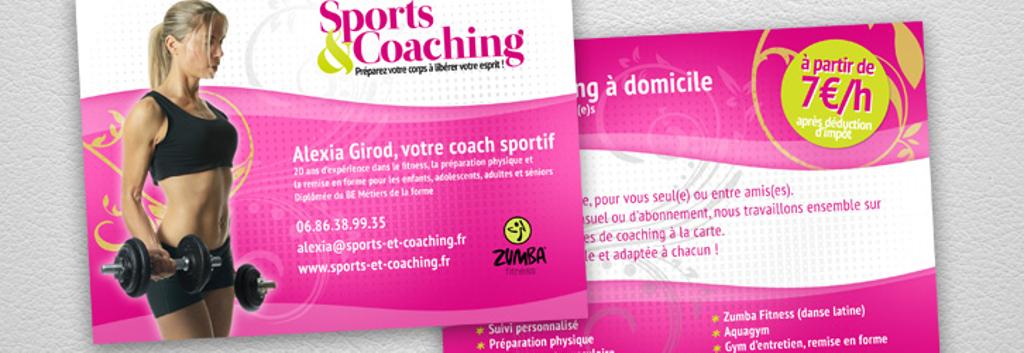 Sports
&Coaching
Préparez votre corps à libérer votre esprit !
Alexia Girod, votre coach sportif
20 ans d'expérience dans le fitness, la préparation physique et
la remise en forme pour les enfants, adolescents, adultes et séniors
Diplômée du BE Métiers de la forme
06.86.38.99.35
alexia@sports-et-coaching.fr
www.sports-et-coaching.fr
ZUMBA
fitness
ng à domicile
(e)s
à partir de
7€/h
après déduction
d'impôt
e, pour vous seul(e) ou entre amis(es).
suel ou d'abonnement, nous travaillons ensemble sur
es de coaching à la carte.
le et adaptée à chacun !
Suivi personnalisé
Préparation physique
Zumba Fitness (danse latine)
Aquagym
Gym d'entretien, remise en forme